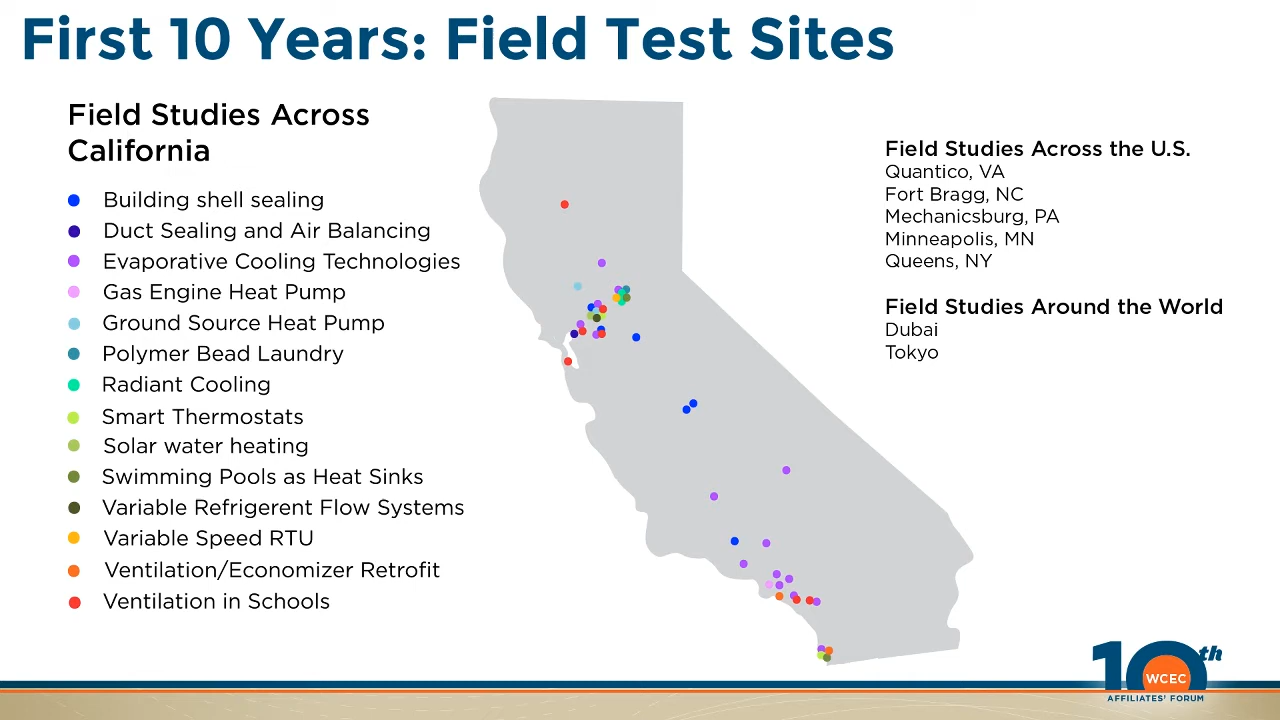 First 10 Years: Field Test Sites
Field Studies Across
California
Building shell sealing
Duct Sealing and Air Balancing
Evaporative Cooling Technologies
Gas Engine Heat Pump
Ground Source Heat Pump
Polymer Bead Laundry
Radiant Cooling
Smart Thermostats
Solar water heating
Swimming Pools as Heat Sinks
Variable Refrigerent Flow Systems
Variable Speed RTU
Ventilation/Economizer Retrofit
Ventilation in Schools
Field Studies Across the U.S.
Quantico, VA
Fort Bragg, NC
Mechanicsburg, PA
Minneapolis, MN
Queens, NY
Field Studies Around the World
Dubai
Tokyo
10th
WCEC
AFFILIATES' FORUM